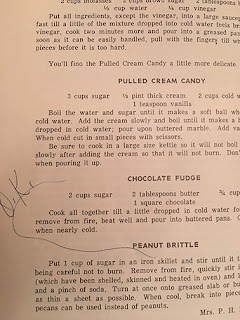 2 cups molasses 2 cups brown sugar 2 tablespoons
½ cup water ¼ cup vinegar
Put all ingredients, except the vinegar, into a large sauce
fast till a little of the mixture dropped into cold water feels br
vinegar, cook two minutes more and pour into a greased pa
soon as it can be easily handled, pull with the fingers till wh
pieces before it is too hard.
You'll find the Pulled Cream Candy a little more delicate.
PULLED CREAM CANDY
3 cups sugar ½ pint thick cream 2 cups cold w
1 teaspoon vanilla
Boil the water and sugar until it makes a soft ball wh
cold water. Add the cream slowly and boil until it makes a h
dropped in cold water; pour upon buttered marble. Add va
When cold cut in small pieces with scissors.
Be sure to cook in a large size kettle so it will not boil
slowly after adding the cream so that it will not burn. Don'
when pouring it up.
CHOCOLATE FUDGE
2 cups sugar 2 tablespoons butter ¾ cup
1 square chocolate
Cook all together till a little dropped in cold water fo
remove from fire, beat well and pour into buttered pans. C
when nearly cold.
PEANUT BRITTLE
Put 1 cup of sugar in an iron skillet and stir until it
being careful not to burn. Remove from fire, quickly stir i
(which have been shelled, skinned and heated in oven) and
and a pinch of soda. Turn at once onto greased slab or bu
as thin a sheet as possible. When cool, break into piec
pecans can be used instead of peanuts.
Mrs. P. H.